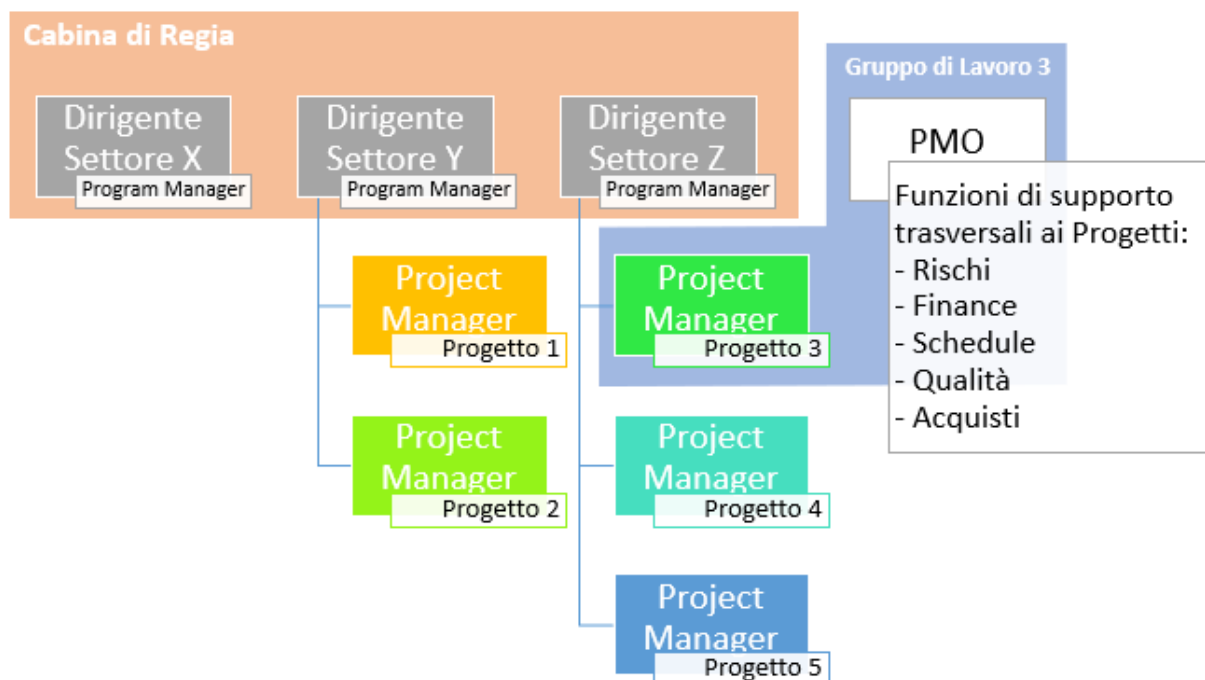 Cabina di Regia
Gruppo di Lavoro 3
Dirigente
Settore X
Program Manager
Dirigente
Settore Y
Program Manager
Dirigente
Settore Z
Program Manager
PMO
Funzioni di supporto
trasversali ai Progetti:
- Rischi
- Finance
- Schedule
- Qualità
- Acquisti
Project
Manager
Progetto 1
Project
Manager
Progetto 3
Project
Manager
Progetto 2
Project
Manager
Progetto 4
Project
Manager
Progetto 5